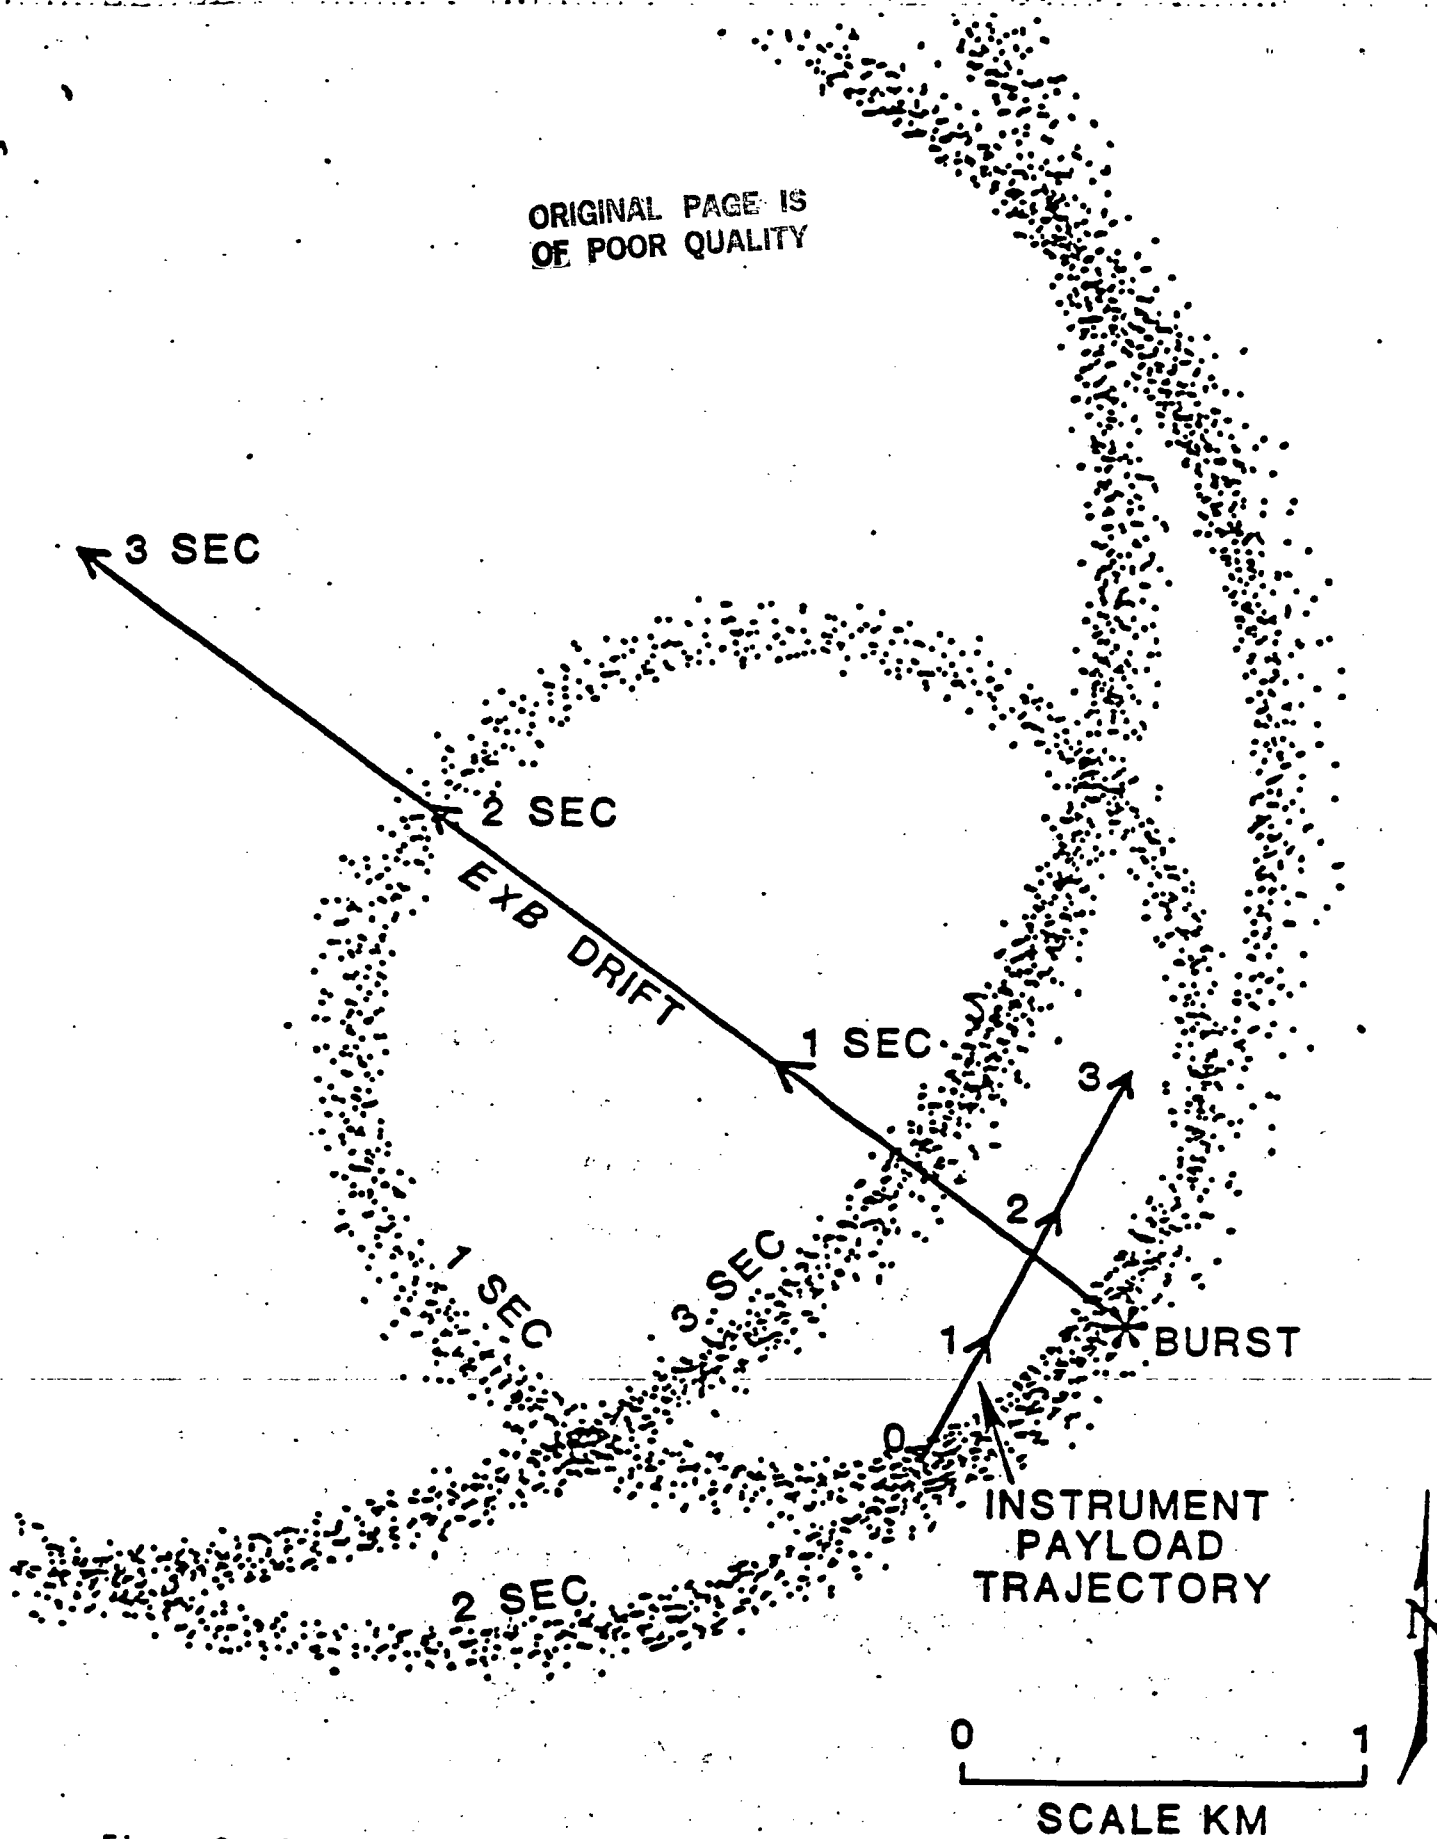 ORIGINAL PAGE IS
OF POOR QUALITY
3 SEC
2 SEC
EXB DRIFT
1 SEC
3
2
1 SEC
3 SEC
1
BURST
0
INSTRUMENT
PAYLOAD
TRAJECTORY
2 SEC
N
0 1
SCALE KM